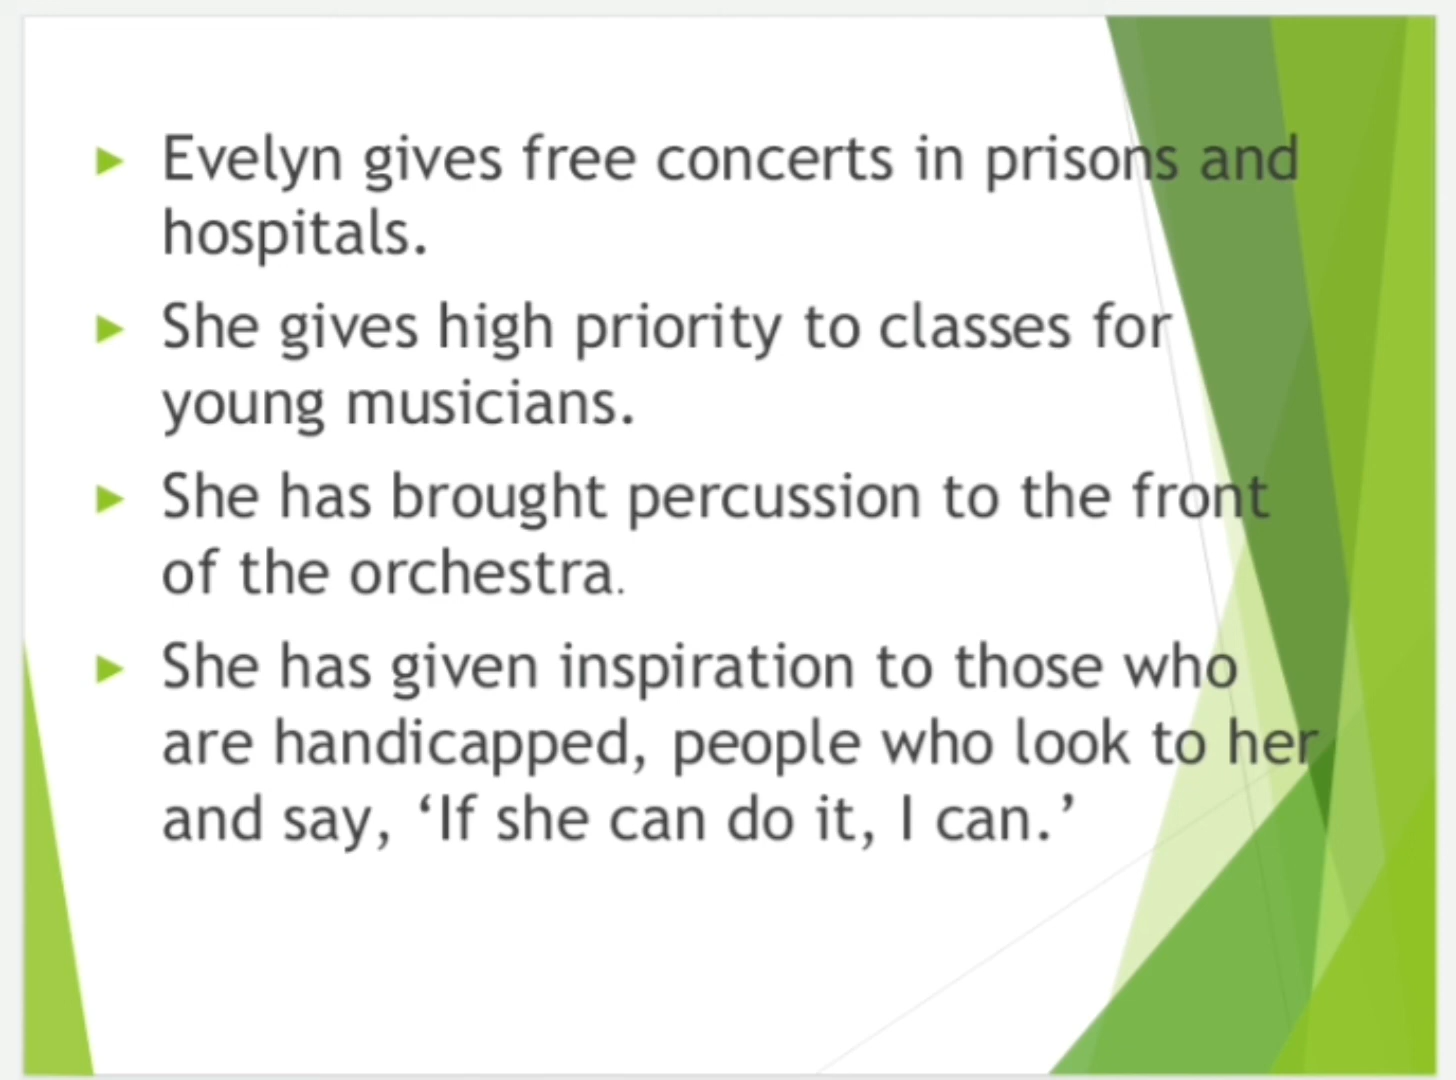 ► Evelyn gives free concerts in prisons and
hospitals.
► She gives high priority to classes for
young musicians.
► She has brought percussion to the front
of the orchestra.
► She has given inspiration to those who
are handicapped, people who look to her
and say, ‘If she can do it, I can.’